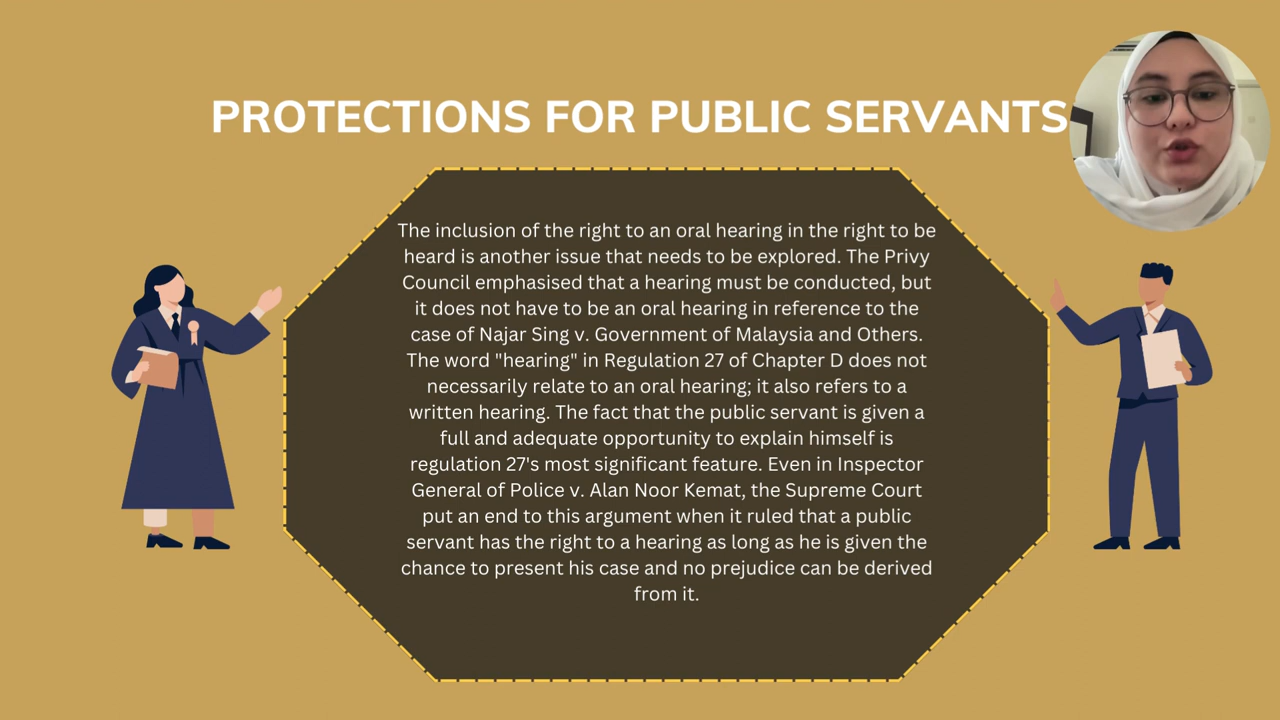 PROTECTIONS FOR PUBLIC SERVANTS
The inclusion of the right to an oral hearing in the right to be
heard is another issue that needs to be explored. The Privy
Council emphasised that a hearing must be conducted, but
it does not have to be an oral hearing in reference to the
case of Najar Sing v. Government of Malaysia and Others.
The word "hearing" in Regulation 27 of Chapter D does not
necessarily relate to an oral hearing; it also refers to a
written hearing. The fact that the public servant is given a
full and adequate opportunity to explain himself is
regulation 27's most significant feature. Even in Inspector
General of Police v. Alan Noor Kemat, the Supreme Court
put an end to this argument when it ruled that a public
servant has the right to a hearing as long as he is given the
chance to present his case and no prejudice can be derived
from it.